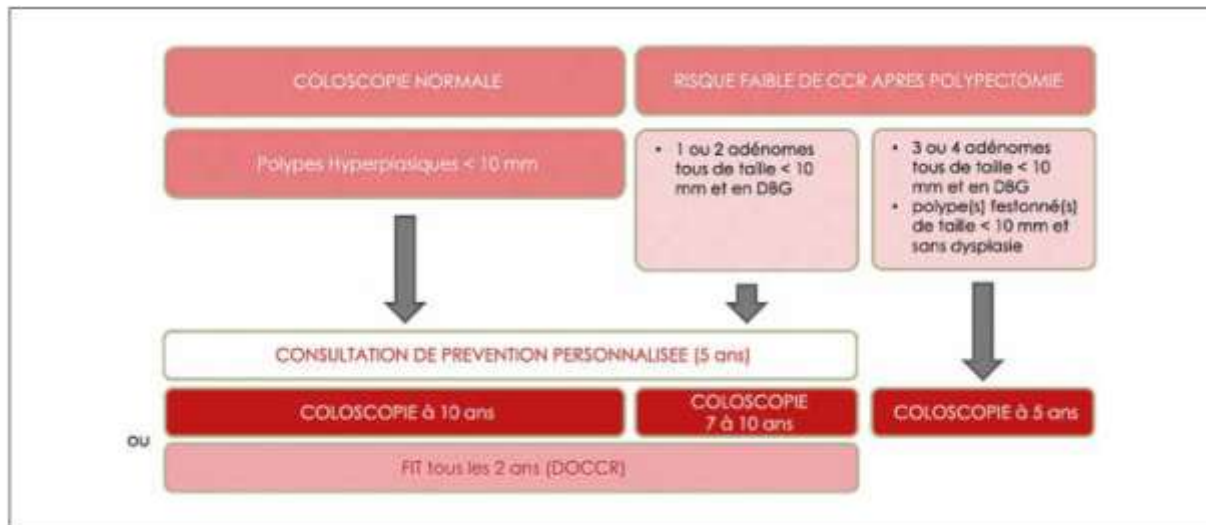 COLOSCOPIE NORMALE
RISQUE FAIBLE DE CCR APRES POLYPECTOMIE
Polypes Hyperplasiques < 10 mm
• 1 ou 2 adénomes
tous de taille < 10
mm et en DBG
• 3 ou 4 adénomes
tous de taille < 10
mm et en DBG
• polype(s) festonné(s)
de taille < 10 mm et
sans dysplasie
CONSULTATION DE PREVENTION PERSONNALISEE (5 ans)
COLOSCOPIE à 10 ans
COLOSCOPIE
7 à 10 ans
COLOSCOPIE à 5 ans
ou
FIT tous les 2 ans (DOCCR)